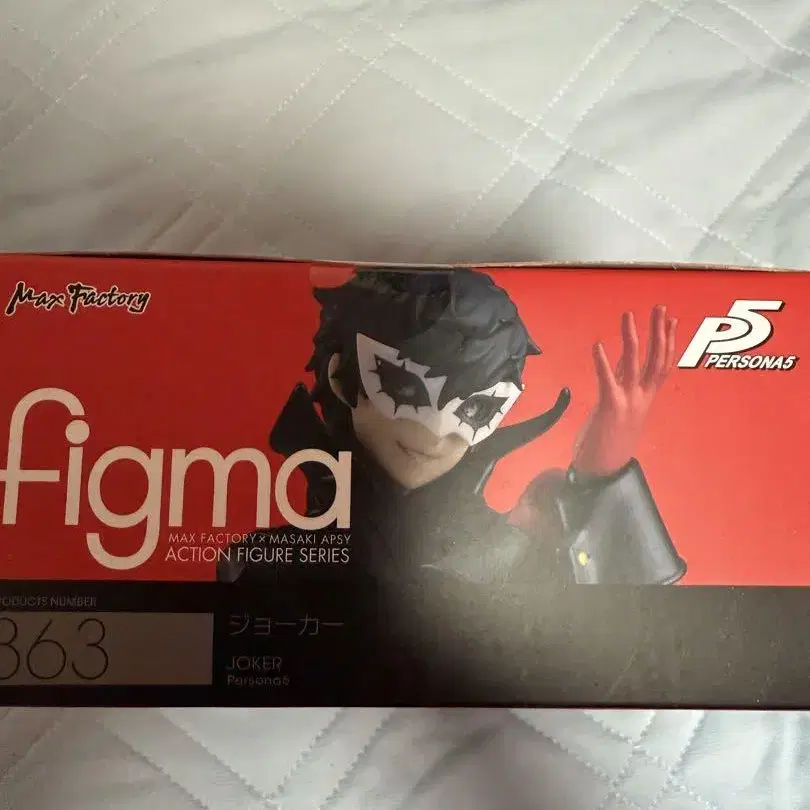 Max Factory
P5
PERSONA5
figma
MAX FACTORY×MASAKI APSY
ACTION FIGURE SERIES
PRODUCTS NUMBER
363
ジョーカー
JOKER
Persona5